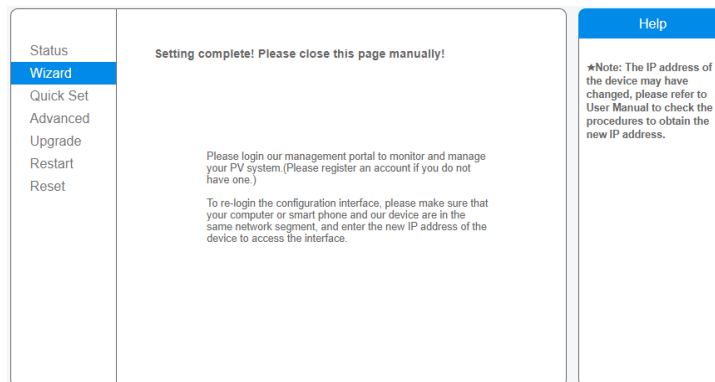 Status
Wizard
Quick Set
Advanced
Upgrade
Restart
Reset
Setting complete! Please close this page manually!
Please login our management portal to monitor and manage
your PV system.(Please register an account if you do not
have one.)
To re-login the configuration interface, please make sure that
your computer or smart phone and our device are in the
same network segment, and enter the new IP address of the
device to access the interface.
Help
★Note: The IP address of
the device may have
changed, please refer to
User Manual to check the
procedures to obtain the
new IP address.